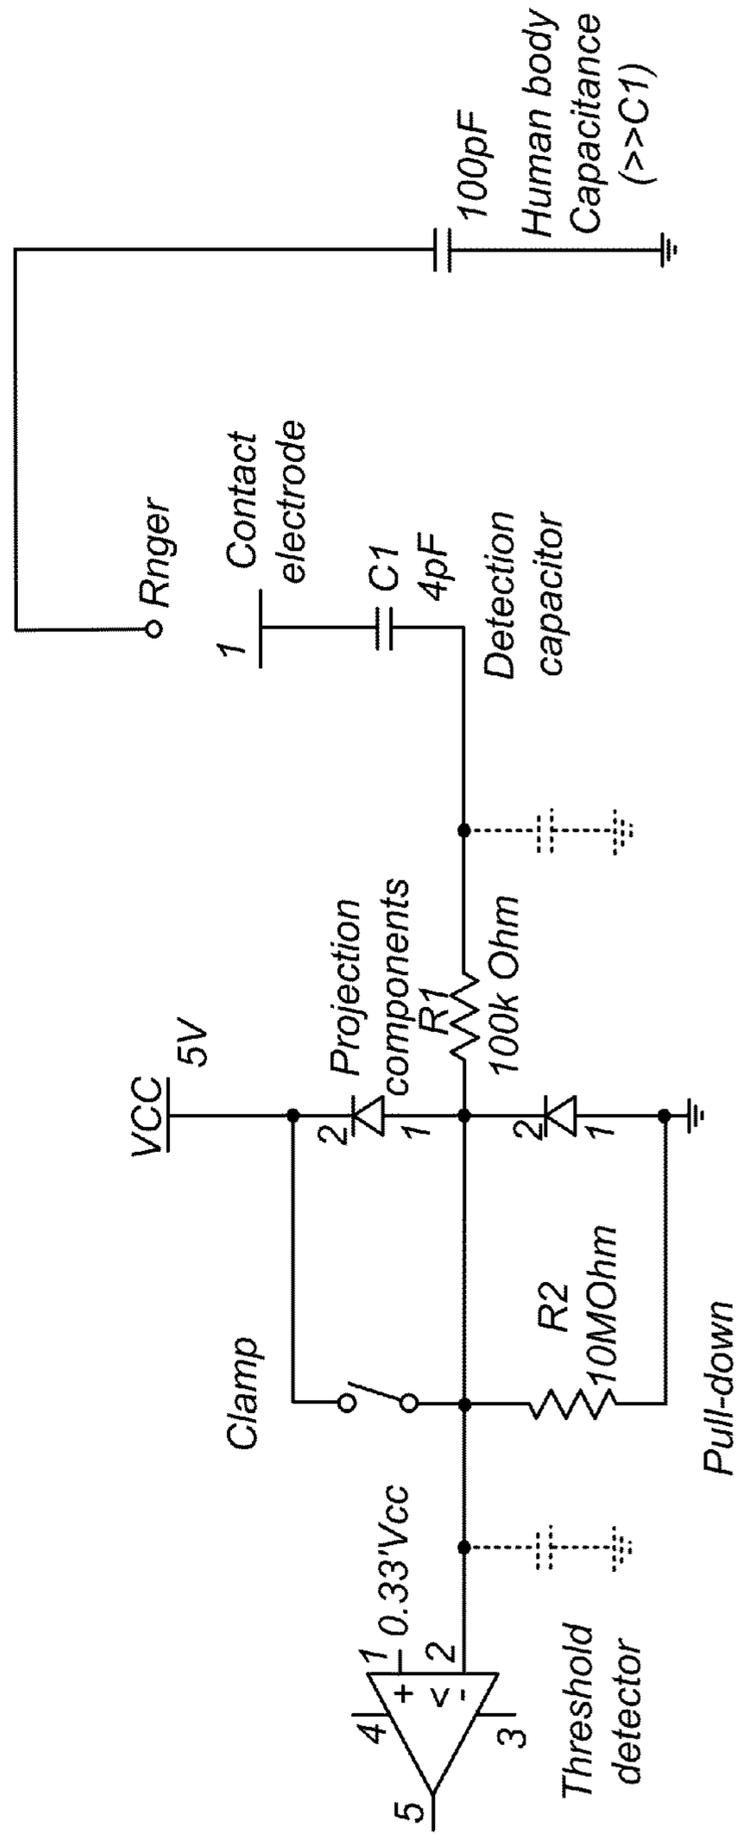 VCC
5V
Clamp
Projection
components
2
1
R1
100k Ohm
2
1
R2
10MOhm
Pull-down
0.33'Vcc
1
2
4
3
5
+
<
-
Threshold
detector
Rnger
1
Contact
electrode
C1
4pF
Detection
capacitor
100pF
Human body
Capacitance
(>>C1)